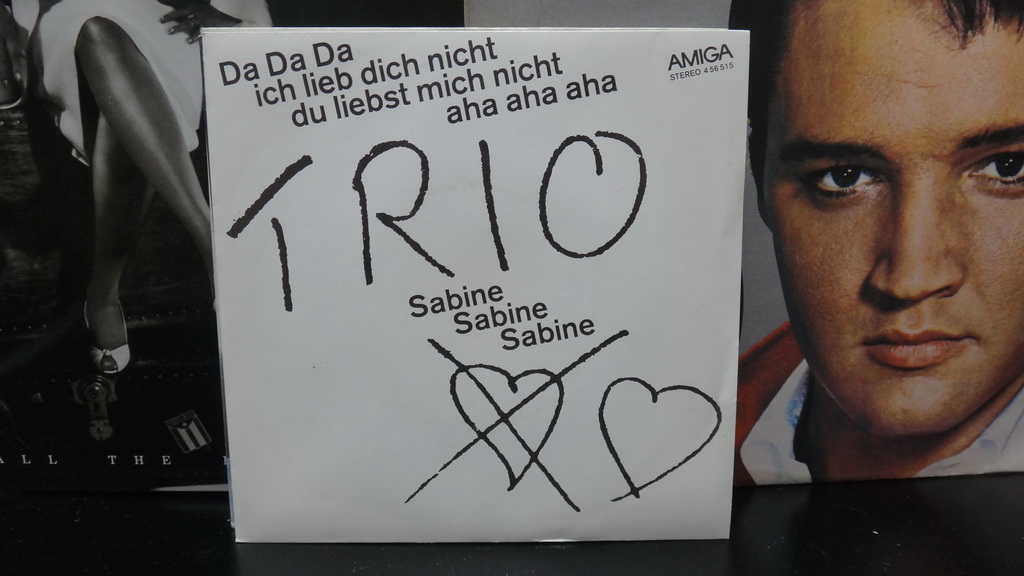 Da Da Da
ich lieb dich nicht
du liebst mich nicht
aha aha aha
AMIGA
STEREO 4 56 515
TRIO
Sabine
Sabine
Sabine
ALL THE